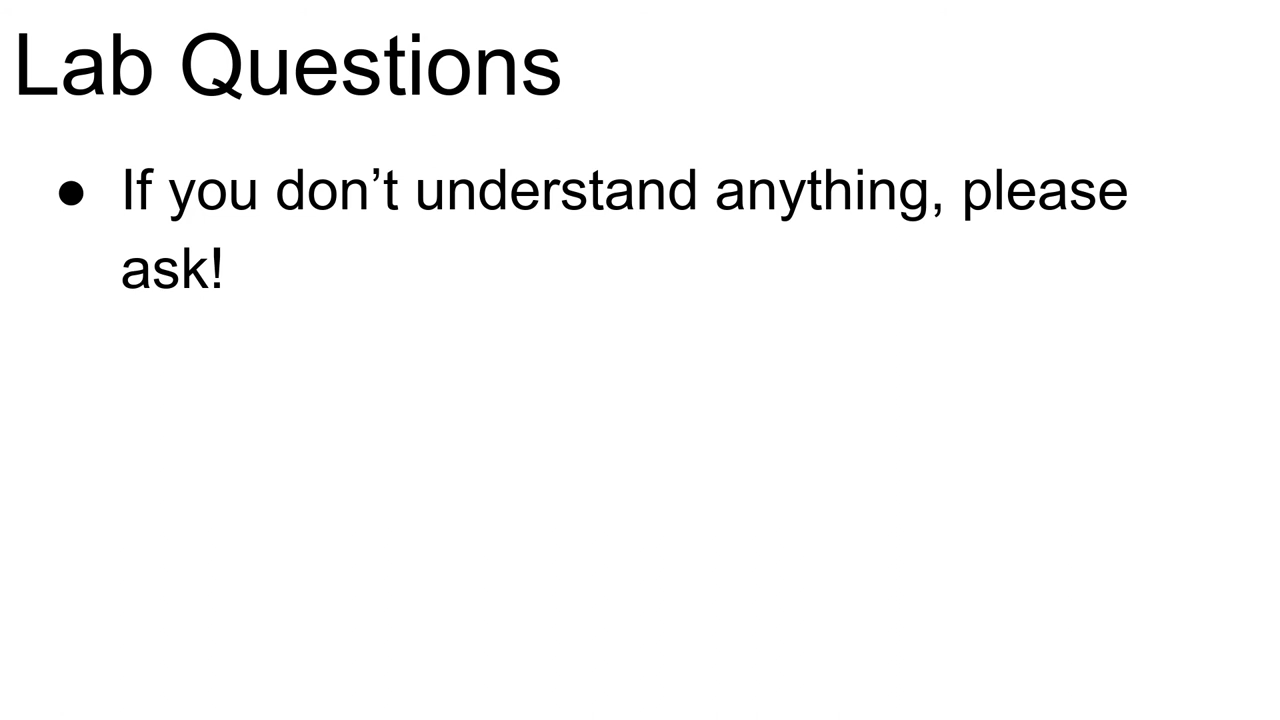 Lab Questions
● If you don’t understand anything, please
ask!